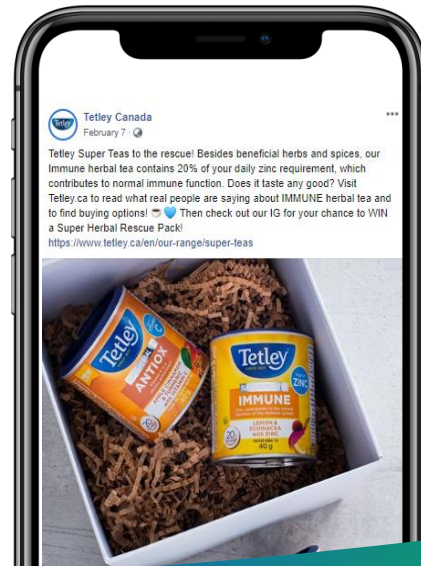 Tetley Canada
February 7 ·
Tetley Super Teas to the rescue! Besides beneficial herbs and spices, our
Immune herbal tea contains 20% of your daily zinc requirement, which
contributes to normal immune function. Does it taste any good? Visit
Tetley.ca to read what real people are saying about IMMUNE herbal tea and
to find buying options! ☕💙 Then check out our IG for your chance to WIN
a Super Herbal Rescue Pack!
https://www.tetley.ca/en/our-range/super-teas
Tetley
C
ANTIOX
40 g
Tetley
ZINC
IMMUNE
LEMON &
ECHINACEA
with ZINC
20
40 g